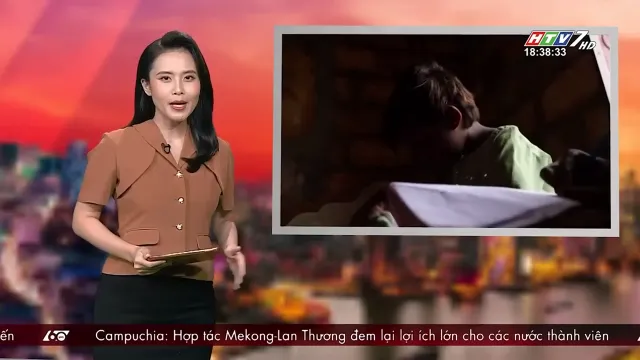 HTV7 HD
18:38:33
ến 60 Campuchia: Hợp tác Mekong-Lan Thương đem lại lợi ích lớn cho các nước thành viên